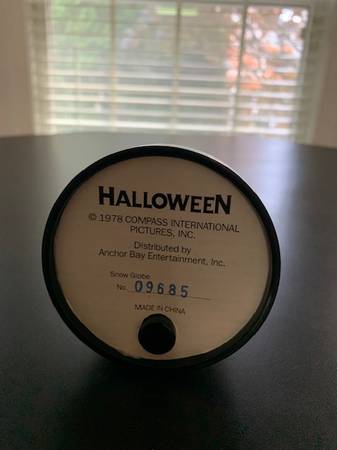 HALLOWEEN
© 1978 COMPASS INTERNATIONAL
PICTURES, INC.
Distributed by
Anchor Bay Entertainment, Inc.
Snow Globe
No. 09685
MADE IN CHINA